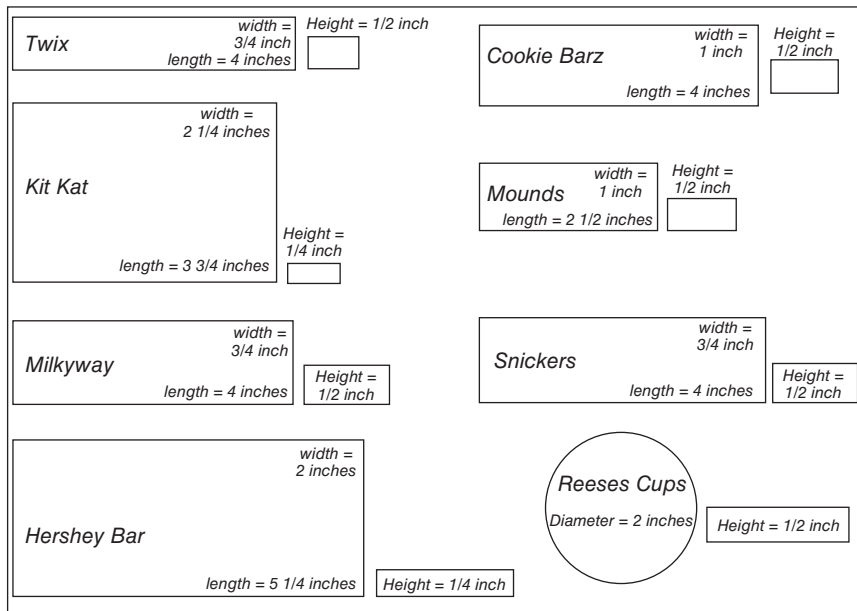 Twix
width =
3/4 inch
length = 4 inches
Height = 1/2 inch
Cookie Barz
width =
1 inch
length = 4 inches
Height =
1/2 inch
Kit Kat
width =
2 1/4 inches
length = 3 3/4 inches
Height =
1/4 inch
Mounds
width =
1 inch
length = 2 1/2 inches
Height =
1/2 inch
Milkyway
width =
3/4 inch
length = 4 inches
Height =
1/2 inch
Snickers
width =
3/4 inch
length = 4 inches
Height =
1/2 inch
Hershey Bar
width =
2 inches
length = 5 1/4 inches
Height = 1/4 inch
Reeses Cups
Diameter = 2 inches
Height = 1/2 inch